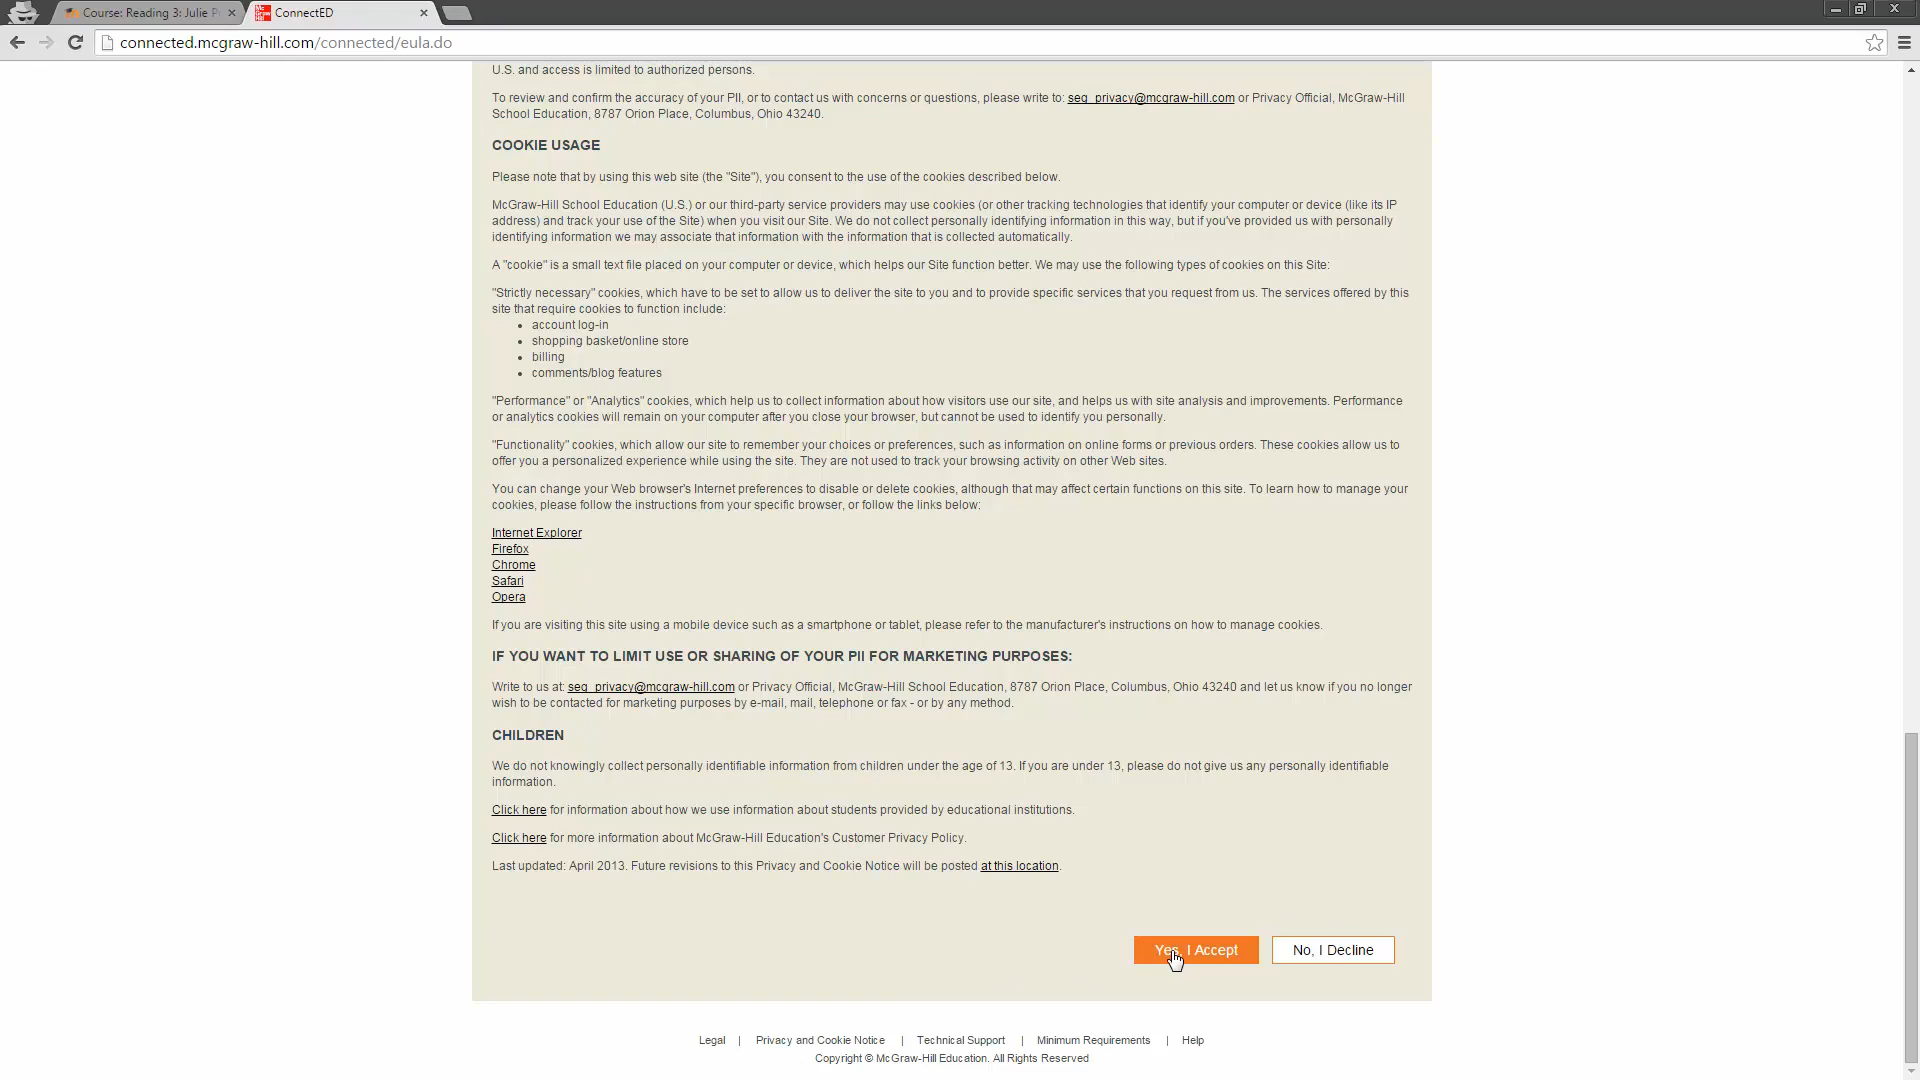 Course: Reading 3: Julie P
ConnectED
connected.mcgraw-hill.com/connected/eula.do
U.S. and access is limited to authorized persons.
To review and confirm the accuracy of your PII, or to contact us with concerns or questions, please write to: seg_privacy@mcgraw-hill.com or Privacy Official, McGraw-Hill
School Education, 8787 Orion Place, Columbus, Ohio 43240.
COOKIE USAGE
Please note that by using this web site (the "Site"), you consent to the use of the cookies described below.
McGraw-Hill School Education (U.S.) or our third-party service providers may use cookies (or other tracking technologies that identify your computer or device (like its IP
address) and track your use of the Site) when you visit our Site. We do not collect personally identifying information in this way, but if you've provided us with personally
identifying information we may associate that information with the information that is collected automatically.
A "cookie" is a small text file placed on your computer or device, which helps our Site function better. We may use the following types of cookies on this Site:
"Strictly necessary" cookies, which have to be set to allow us to deliver the site to you and to provide specific services that you request from us. The services offered by this
site that require cookies to function include:
• account log-in
• shopping basket/online store
• billing
• comments/blog features
"Performance" or "Analytics" cookies, which help us to collect information about how visitors use our site, and helps us with site analysis and improvements. Performance
or analytics cookies will remain on your computer after you close your browser, but cannot be used to identify you personally.
"Functionality" cookies, which allow our site to remember your choices or preferences, such as information on online forms or previous orders. These cookies allow us to
offer you a personalized experience while using the site. They are not used to track your browsing activity on other Web sites.
You can change your Web browser's Internet preferences to disable or delete cookies, although that may affect certain functions on this site. To learn how to manage your
cookies, please follow the instructions from your specific browser, or follow the links below:
Internet Explorer
Firefox
Chrome
Safari
Opera
If you are visiting this site using a mobile device such as a smartphone or tablet, please refer to the manufacturer's instructions on how to manage cookies.
IF YOU WANT TO LIMIT USE OR SHARING OF YOUR PII FOR MARKETING PURPOSES:
Write to us at: seg_privacy@mcgraw-hill.com or Privacy Official, McGraw-Hill School Education, 8787 Orion Place, Columbus, Ohio 43240 and let us know if you no longer
wish to be contacted for marketing purposes by e-mail, mail, telephone or fax - or by any method.
CHILDREN
We do not knowingly collect personally identifiable information from children under the age of 13. If you are under 13, please do not give us any personally identifiable
information.
Click here for information about how we use information about students provided by educational institutions.
Click here for more information about McGraw-Hill Education's Customer Privacy Policy.
Last updated: April 2013. Future revisions to this Privacy and Cookie Notice will be posted at this location.
Yes, I Accept
No, I Decline
Legal | Privacy and Cookie Notice | Technical Support | Minimum Requirements | Help
Copyright © McGraw-Hill Education. All Rights Reserved